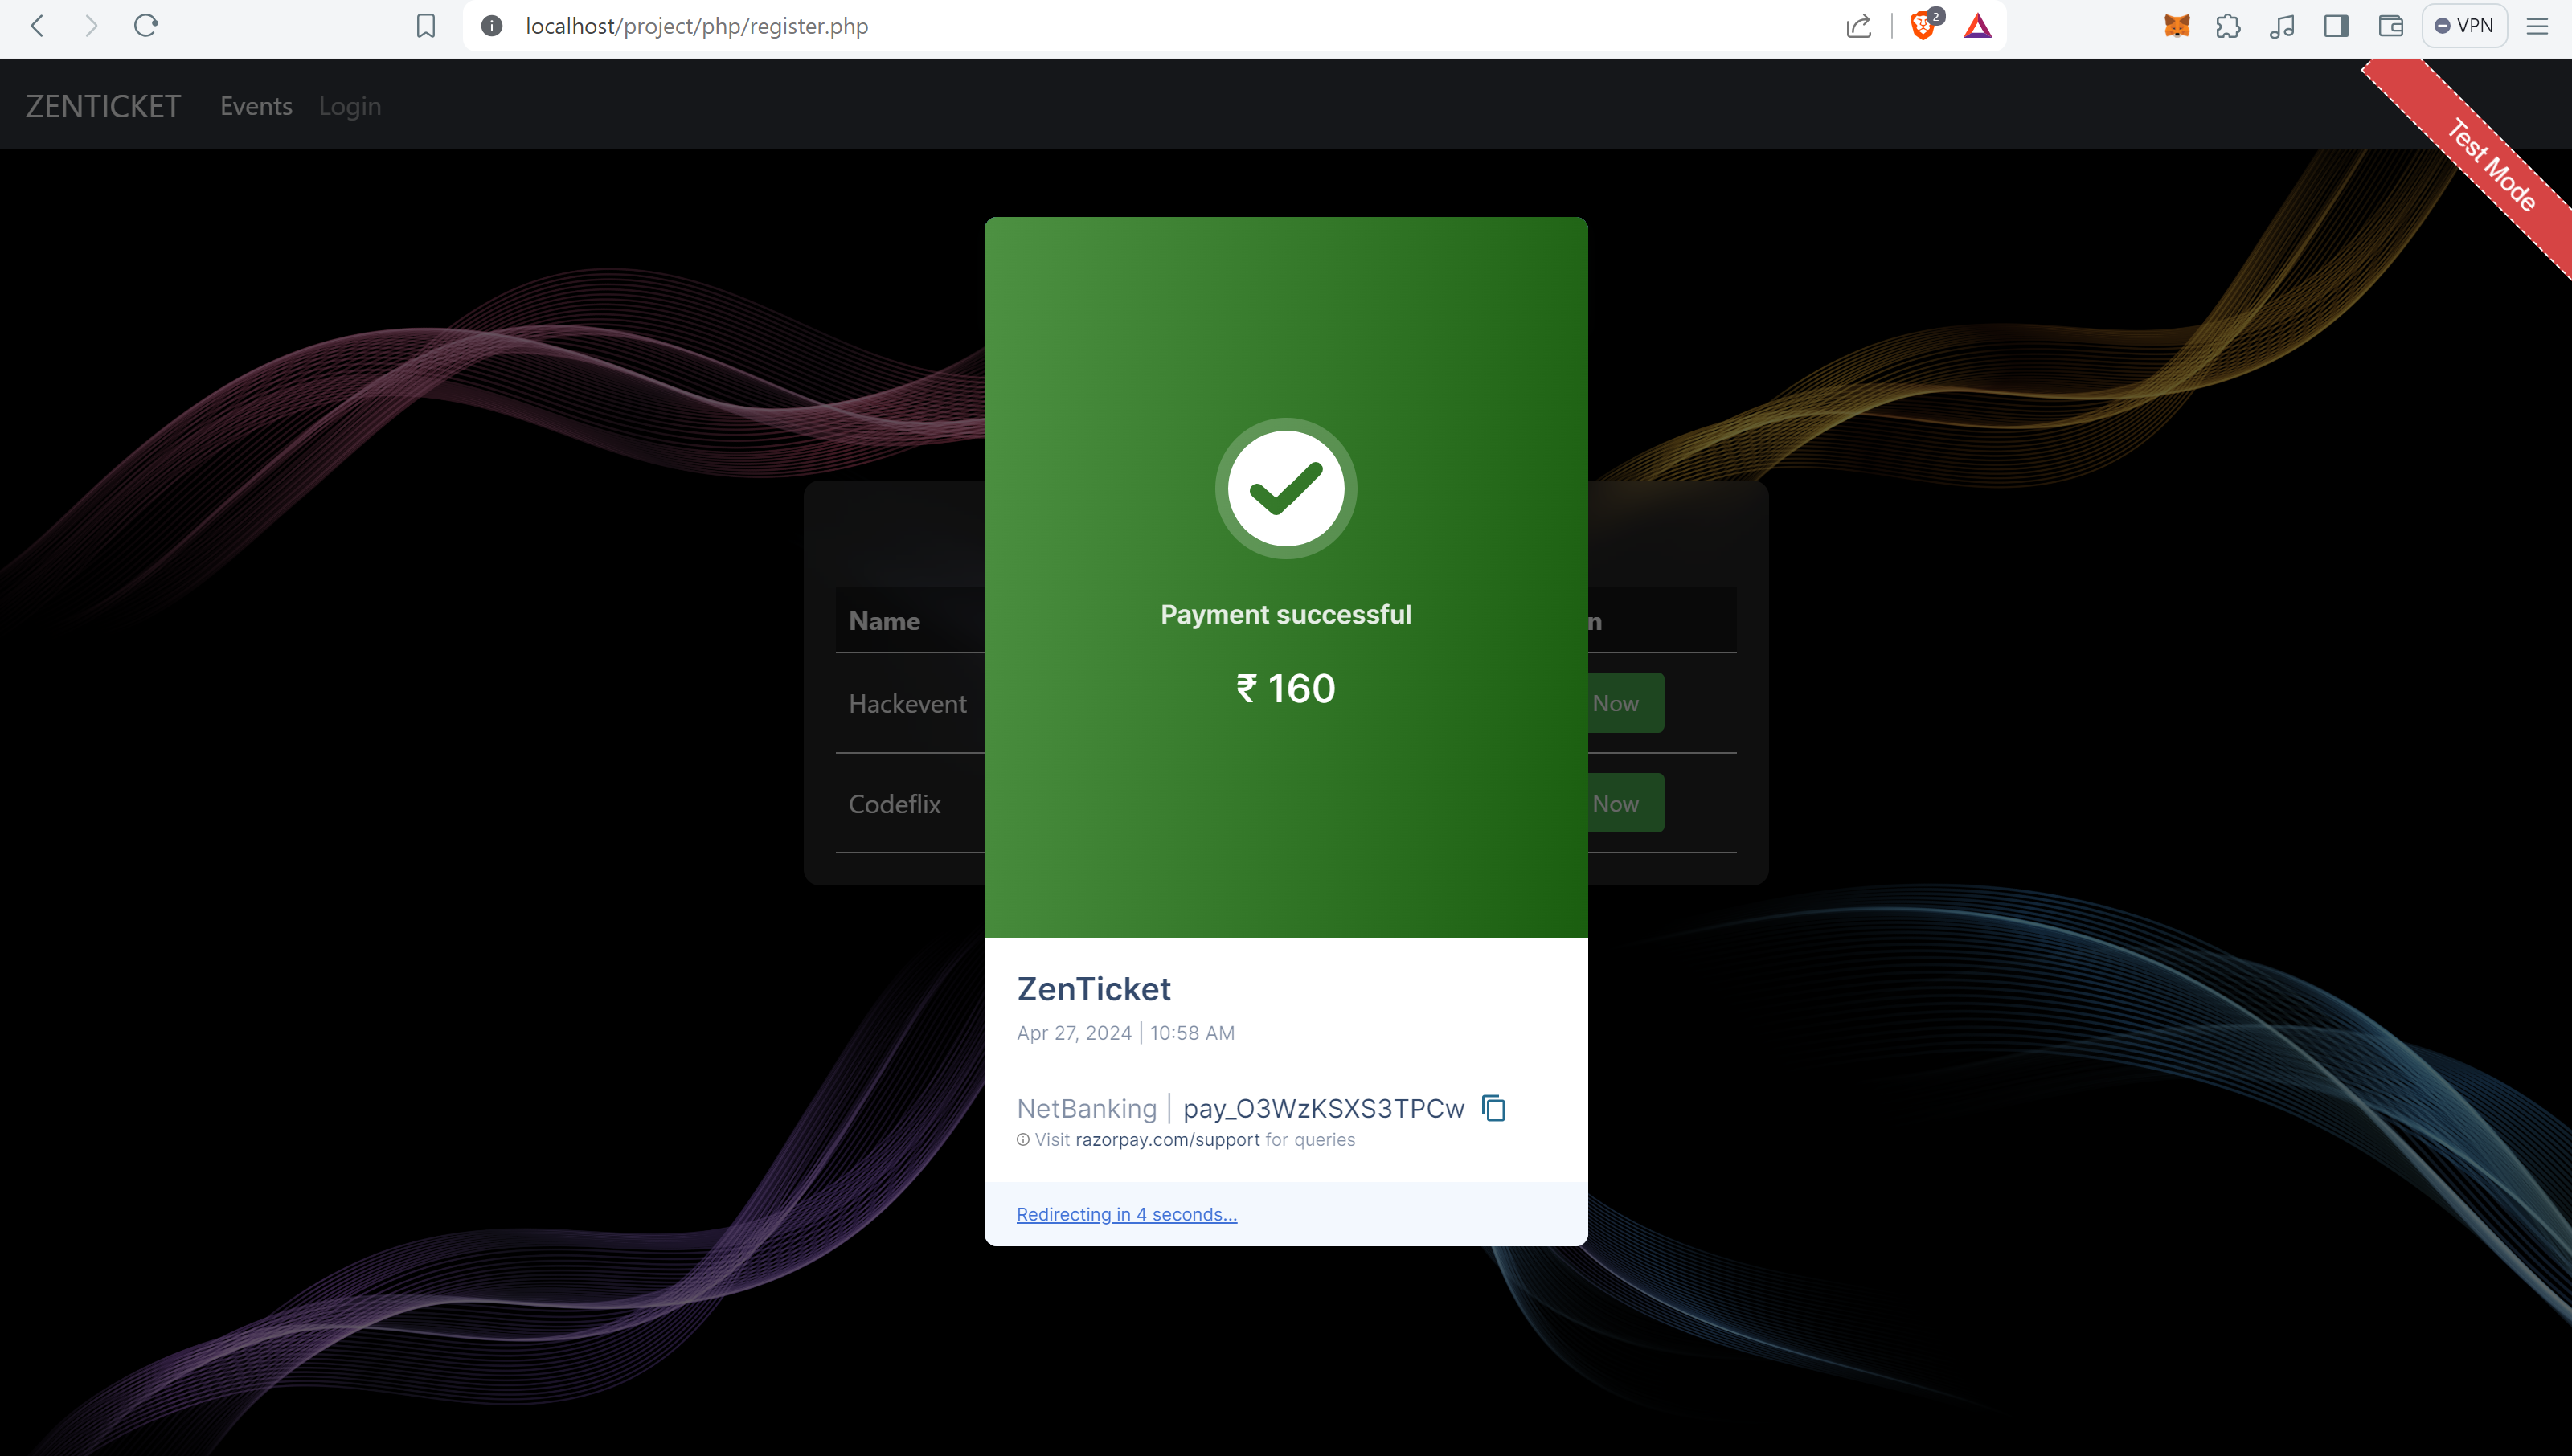 localhost/project/php/register.php
2
VPN
ZENTICKET Events Login
Test Mode
Payment successful
₹ 160
Name
n
Hackevent
Now
Codeflix
Now
ZenTicket
Apr 27, 2024 | 10:58 AM
NetBanking | pay_O3WzKSXS3TPCw
Visit razorpay.com/support for queries
Redirecting in 4 seconds...